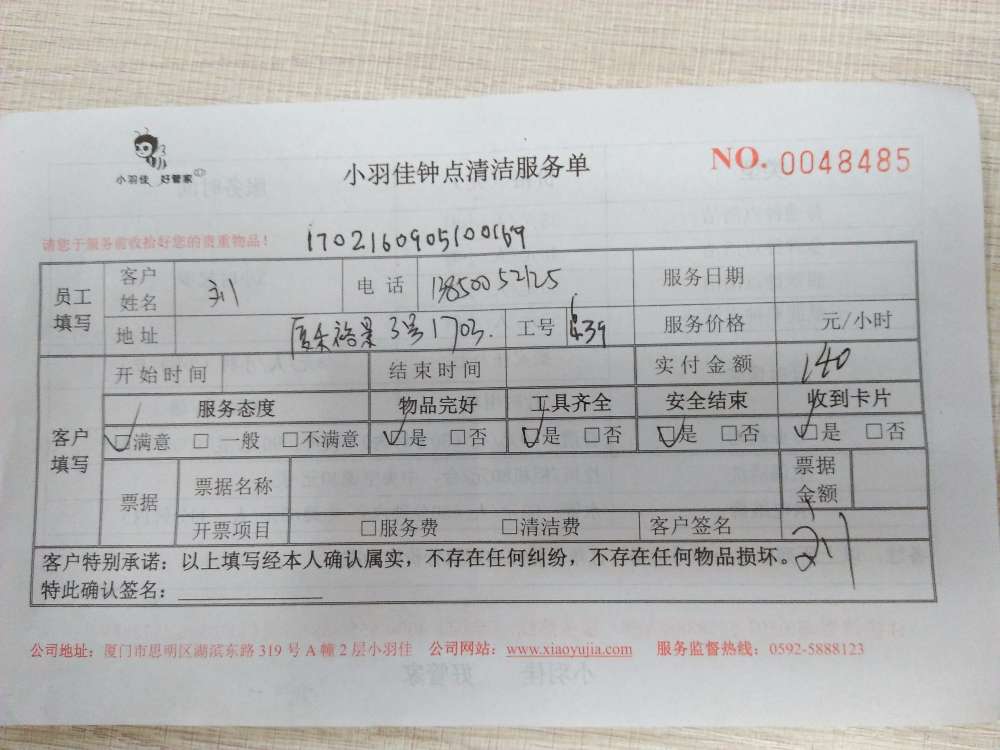 小羽佳 好管家
小羽佳钟点清洁服务单
NO. 0048485
请您于服务前收拾好您的贵重物品!
1702160905100169
员工填写 客户姓名 刘 电话 13850052125 服务日期
地址 3号1703. 工号 服务价格 元/小时
客户填写 开始时间 结束时间 实付金额 140
服务态度 物品完好 工具齐全 安全结束 收到卡片
☑满意 □ 一般 □不满意 ☑是 □否 ☑是 □否 ☑是 □否 ☑是 □否
票据 票据名称 票据金额
开票项目 □服务费 □清洁费 客户签名 刘
客户特别承诺:以上填写经本人确认属实,不存在任何纠纷,不存在任何物品损坏。
特此确认签名:
公司地址:厦门市思明区湖滨东路 319 号 A 幢 2 层小羽佳 公司网站:www.xiaoyujia.com 服务监督热线:0592-5888123